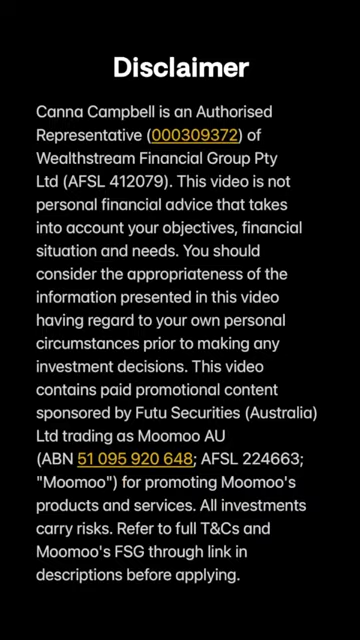 Disclaimer
Canna Campbell is an Authorised
Representative (000309372) of
Wealthstream Financial Group Pty
Ltd (AFSL 412079). This video is not
personal financial advice that takes
into account your objectives, financial
situation and needs. You should
consider the appropriateness of the
information presented in this video
having regard to your own personal
circumstances prior to making any
investment decisions. This video
contains paid promotional content
sponsored by Futu Securities (Australia)
Ltd trading as Moomoo AU
(ABN 51 095 920 648; AFSL 224663;
"Moomoo") for promoting Moomoo's
products and services. All investments
carry risks. Refer to full T&Cs and
Moomoo's FSG through link in
descriptions before applying.